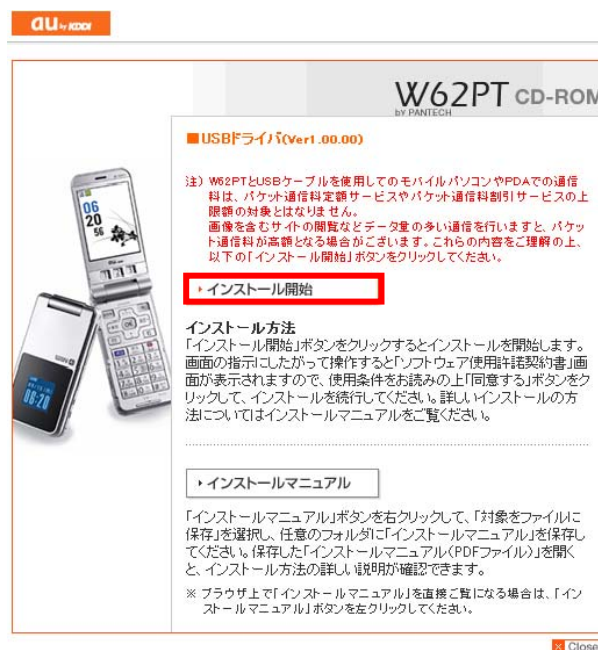 au by KDDI
W62PT CD-ROM
by PANTECH
■USBドライバ(Ver1.00.00)
注) W62PTとUSBケーブルを使用してのモバイルパソコンやPDAでの通信
料は、パケット通信料定額サービスやパケット通信料割引サービスの上
限額の対象とはなりません。
画像を含むサイトの閲覧などデータ量の多い通信を行いますと、パケッ
ト通信料が高額となる場合がございます。これらの内容をご理解の上、
以下の「インストール開始」ボタンをクリックしてください。
インストール開始
インストール方法
「インストール開始」ボタンをクリックするとインストールを開始します。
画面の指示にしたがって操作すると「ソフトウェア使用許諾契約書」画
面が表示されますので、使用条件をお読みの上「同意する」ボタンをク
リックして、インストールを続行してください。詳しいインストールの方
法についてはインストールマニュアルをご覧ください。
インストールマニュアル
「インストールマニュアル」ボタンを右クリックして、「対象をファイルに
保存」を選択し、任意のフォルダに「インストールマニュアル」を保存し
てください。保存した「インストールマニュアル(PDFファイル)」を開く
と、インストール方法の詳しい説明が確認できます。
※ ブラウザ上で「インストールマニュアル」を直接ご覧になる場合は、「イン
ストールマニュアル」ボタンを左クリックしてください。
06
20
56
08:20
× Close